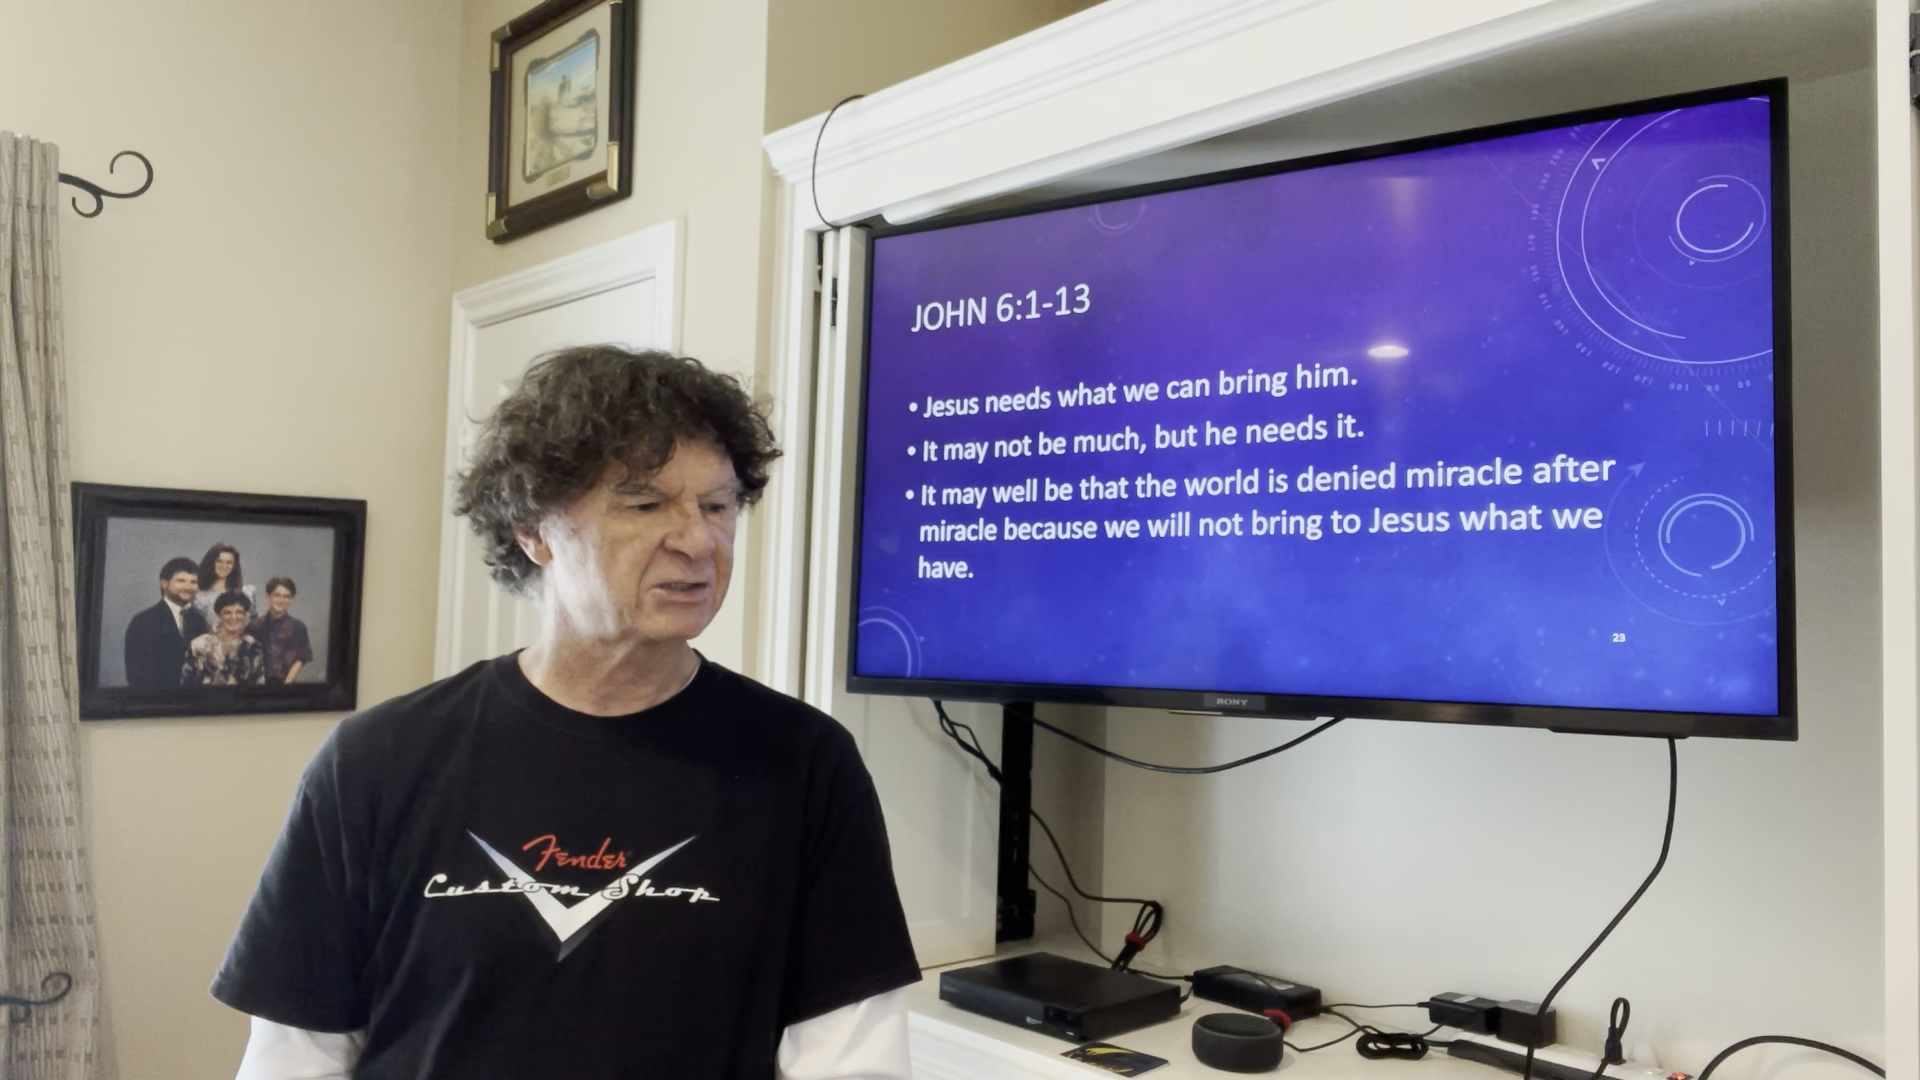 JOHN 6:1-13
• Jesus needs what we can bring him.
• It may not be much, but he needs it.
• It may well be that the world is denied miracle after
miracle because we will not bring to Jesus what we
have.
23
SONY
Fender
Custom Shop